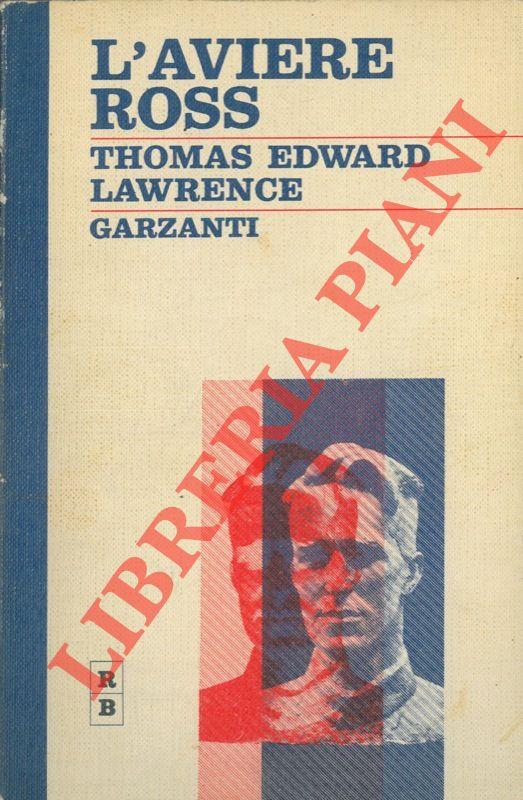 L'AVIERE
ROSS
THOMAS EDWARD
LAWRENCE
GARZANTI
LIBRERIA PIANI
R
B